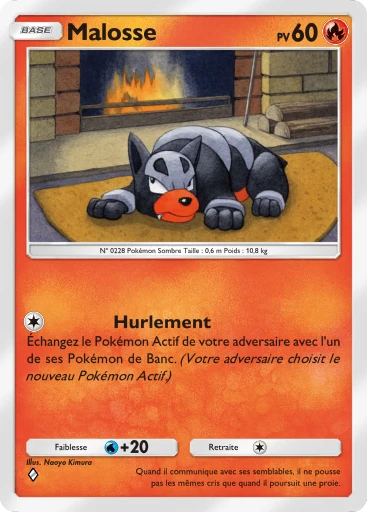 BASE
Malosse
PV 60
N° 0228 Pokémon Sombre Taille : 0,6 m Poids : 10,8 kg
Hurlement
Échangez le Pokémon Actif de votre adversaire avec l'un
de ses Pokémon de Banc. (Votre adversaire choisit le
nouveau Pokémon Actif.)
Faiblesse +20 Retraite
Illus. Naoyo Kimura
Quand il communique avec ses semblables, il ne pousse
pas les mêmes cris que quand il poursuit une proie.